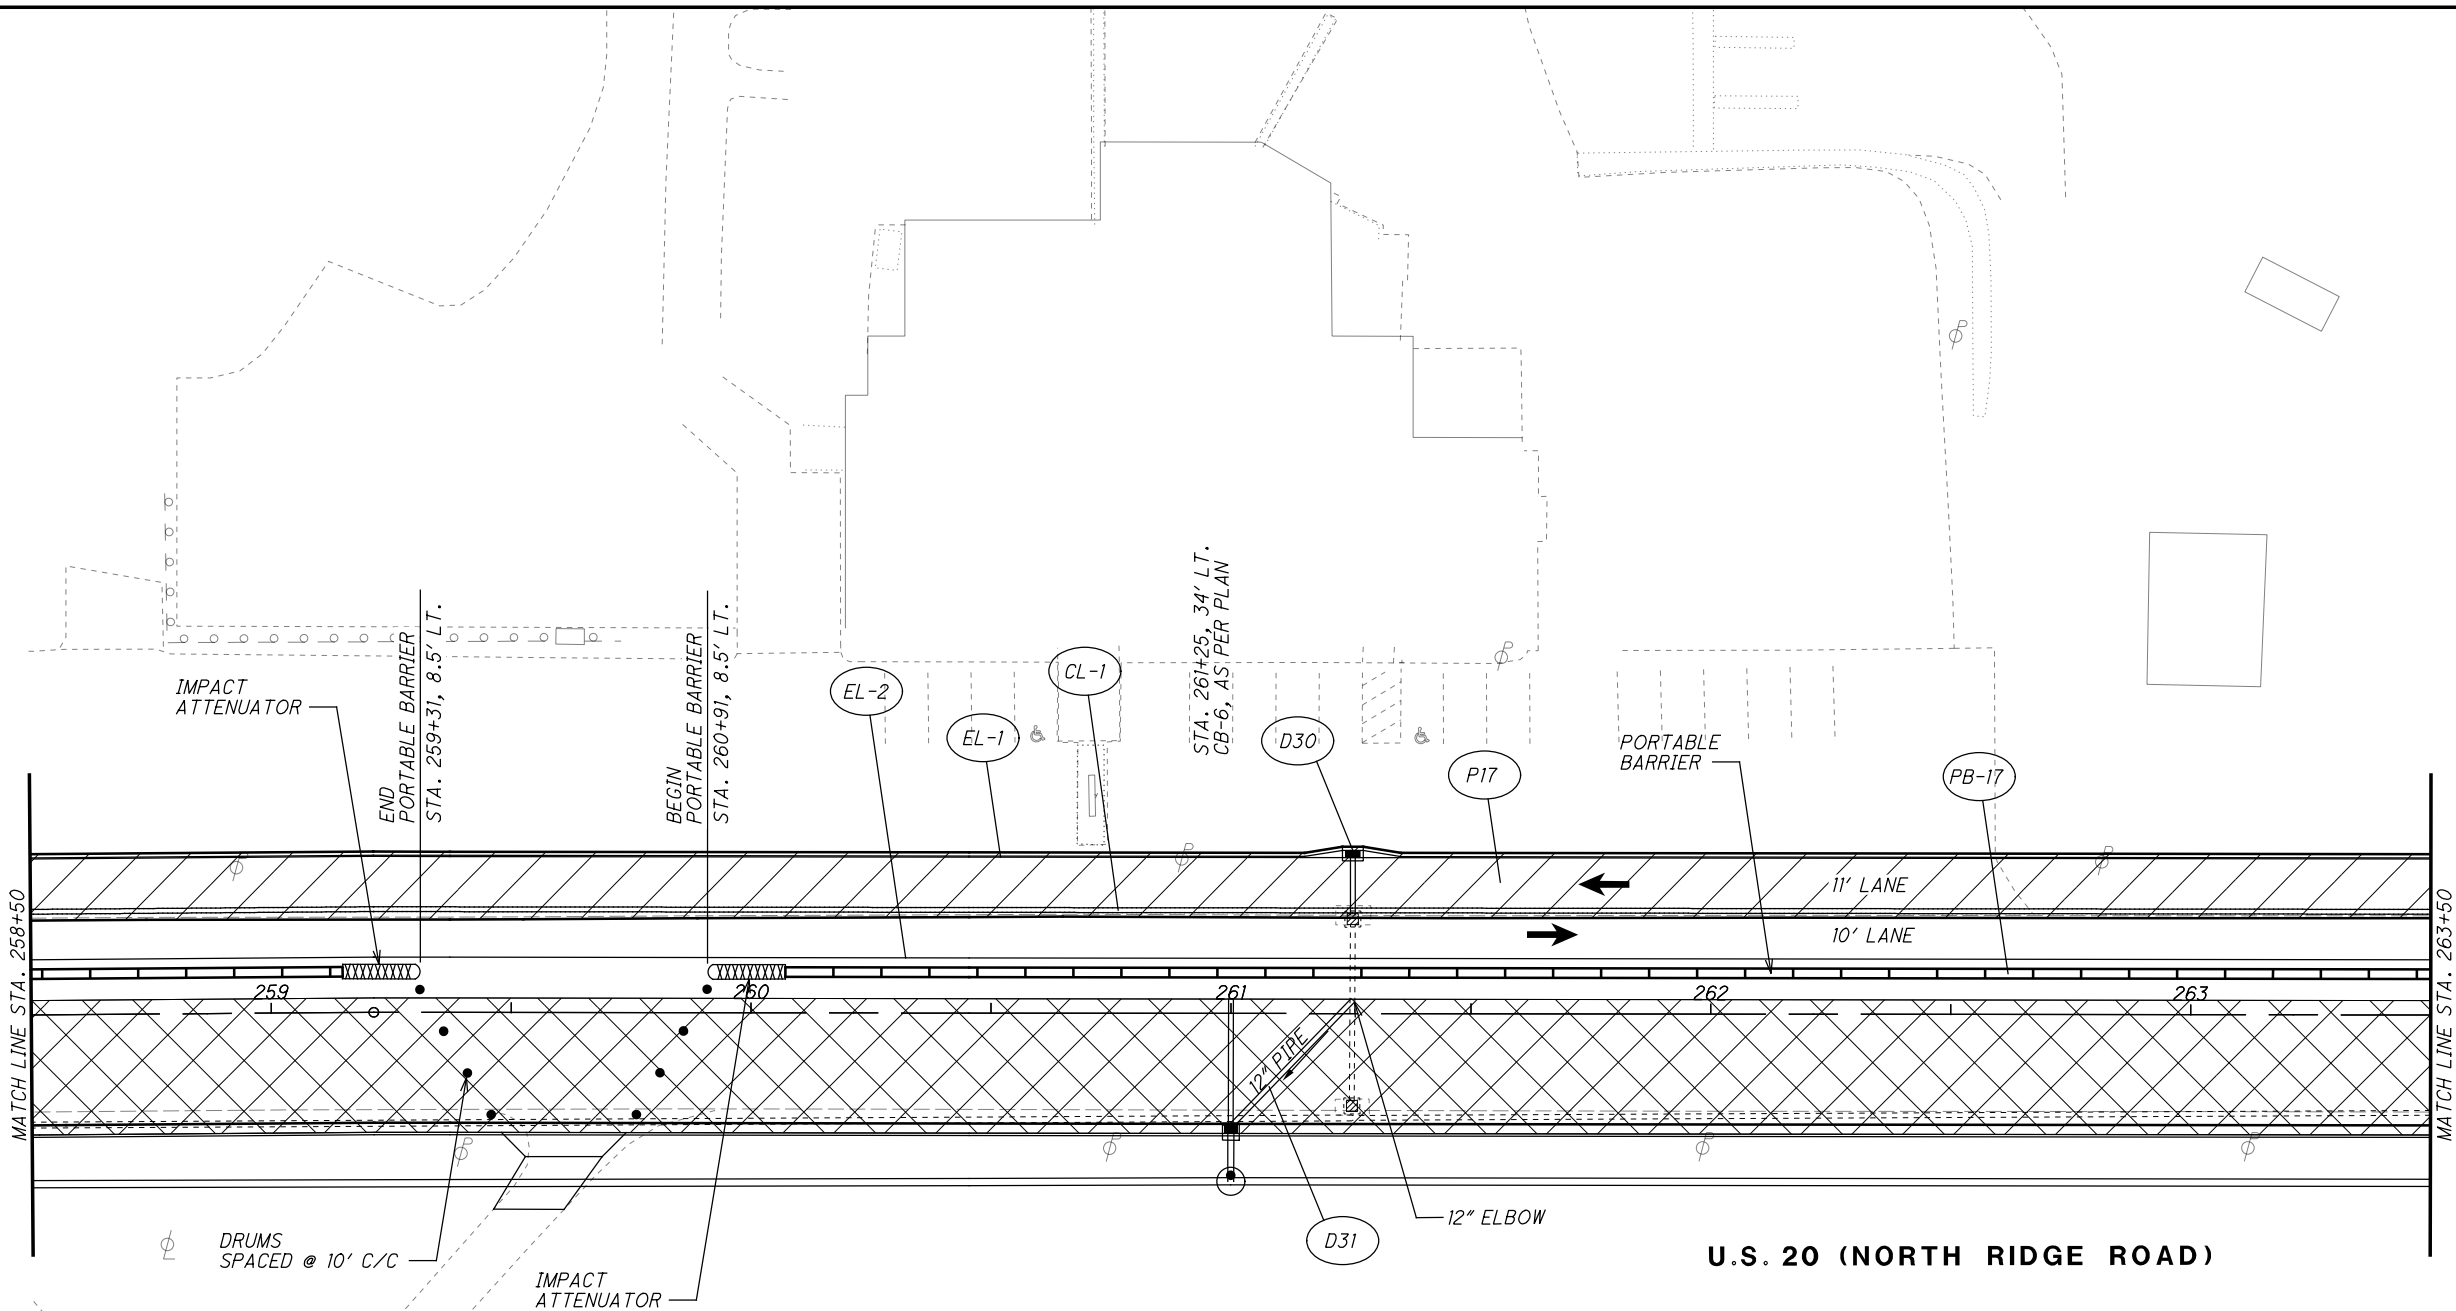 IMPACT
ATTENUATOR
END
PORTABLE BARRIER
STA. 259+31, 8.5' LT.
BEGIN
PORTABLE BARRIER
STA. 260+91, 8.5' LT.
EL-2
EL-1
CL-1
STA. 261+25, 34' LT.
CB-6, AS PER PLAN
D30
P17
PORTABLE
BARRIER
PB-17
11' LANE
10' LANE
MATCH LINE STA. 258+50
259
260
261
262
263
MATCH LINE STA. 263+50
12" PIPE
12" ELBOW
D31
DRUMS
SPACED @ 10' C/C
IMPACT
ATTENUATOR
U.S. 20 (NORTH RIDGE ROAD)